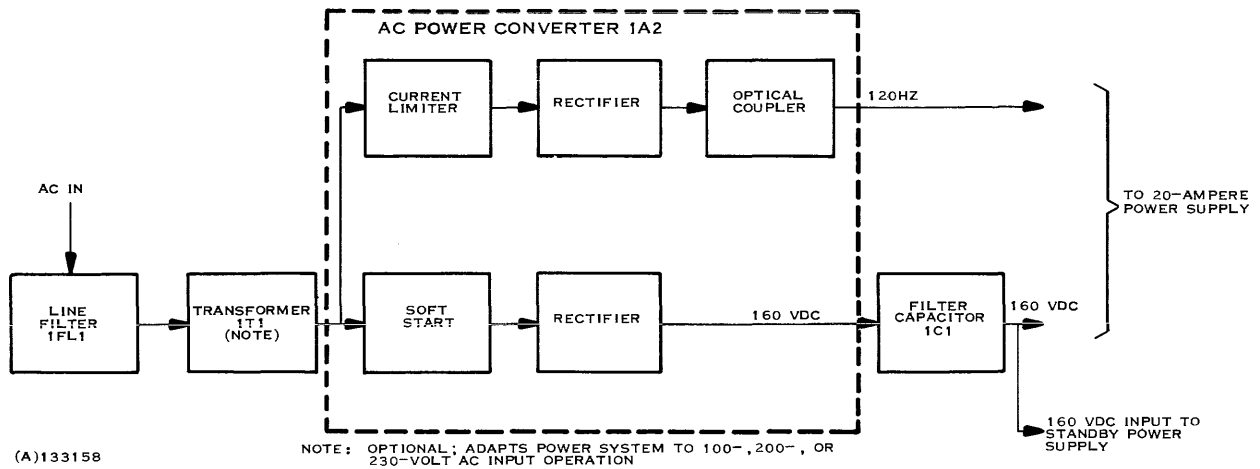 AC POWER CONVERTER 1A2
CURRENT
LIMITER
RECTIFIER
OPTICAL
COUPLER
120HZ
AC IN
TO 20-AMPERE
POWER SUPPLY
LINE
FILTER
1FL1
TRANSFORMER
1T1
(NOTE)
SOFT
START
RECTIFIER
160 VDC
FILTER
CAPACITOR
1C1
160 VDC
160 VDC INPUT TO
STANDBY POWER
SUPPLY
(A)133158
NOTE: OPTIONAL; ADAPTS POWER SYSTEM TO 100-,200-, OR
230-VOLT AC INPUT OPERATION